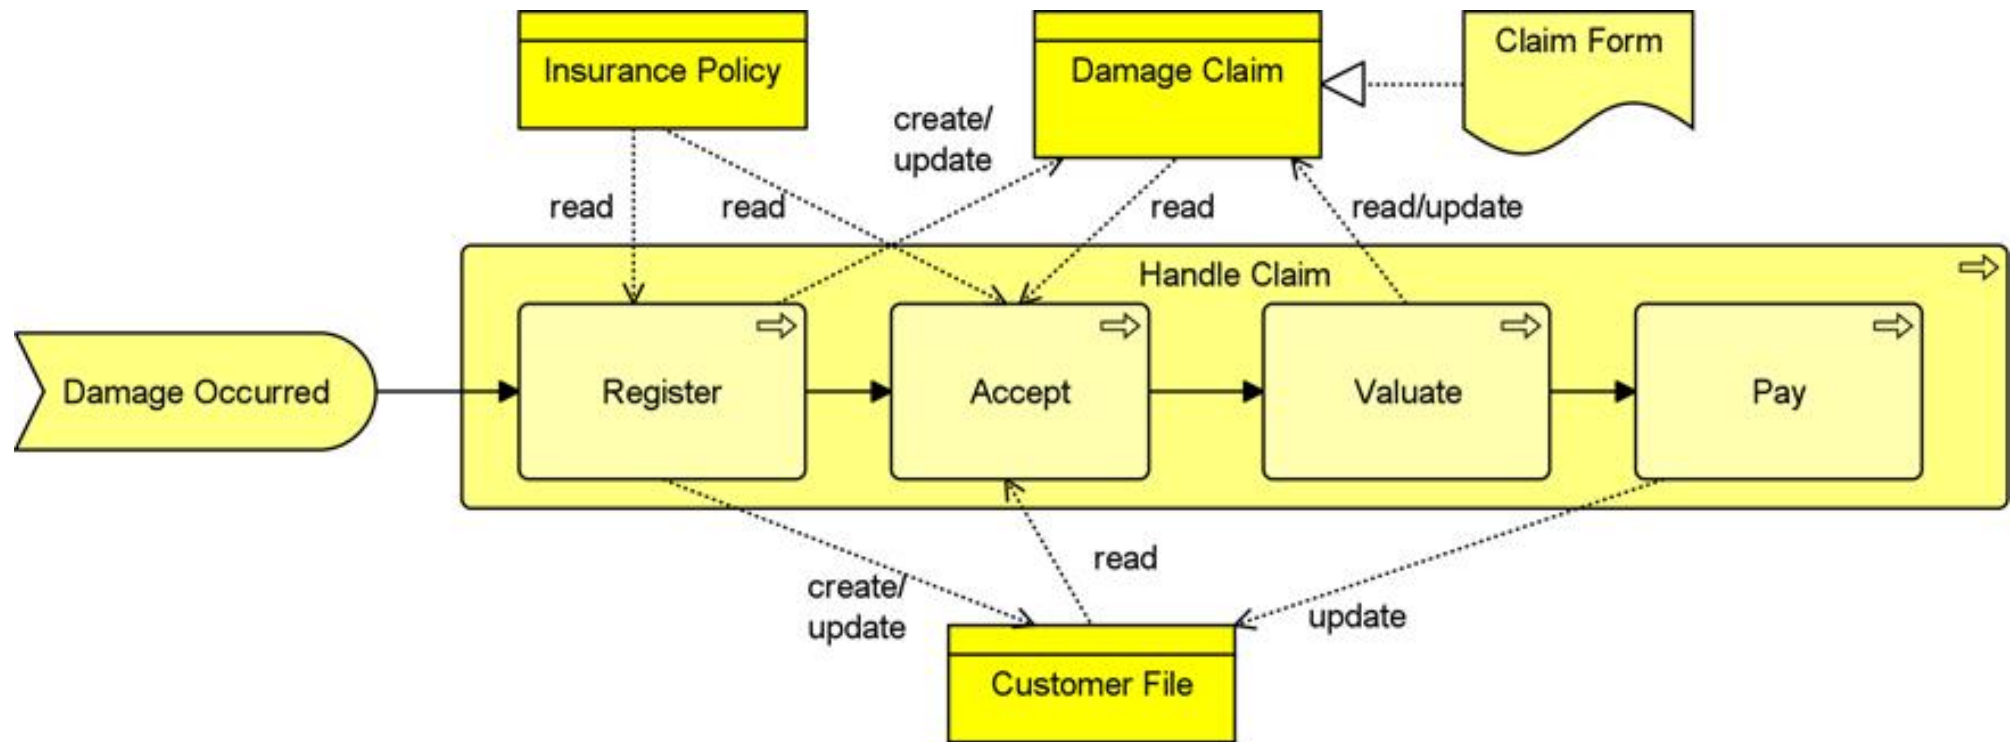 Insurance Policy
Damage Claim
Claim Form
create/
update
read
read
read
read/update
Handle Claim
Damage Occurred
Register
Accept
Valuate
Pay
create/
update
read
update
Customer File